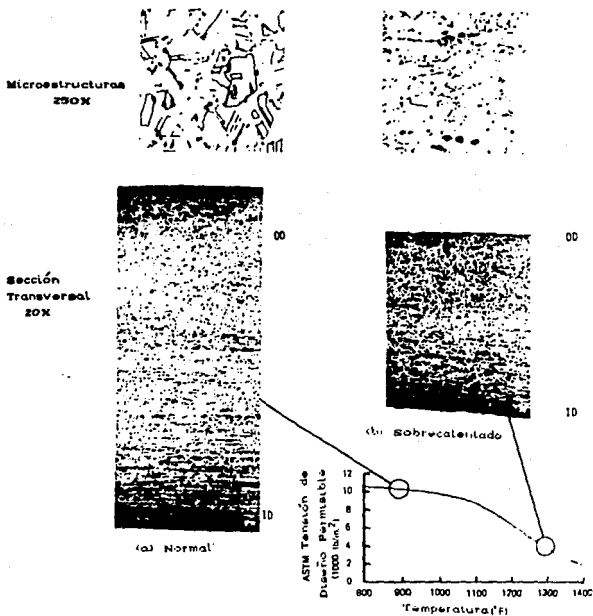 Microestructuras
250X
OD
OD
Sección
Transversal
20X
ID
ID
(a) Normal
(b) Sobrecalentado
ASTM Tensión de
Diseño Permisible
(1000 lb/in²)
12
10
8
6
4
2
0
800 900 1000 1100 1200 1300 1400
Temperatura(°F)